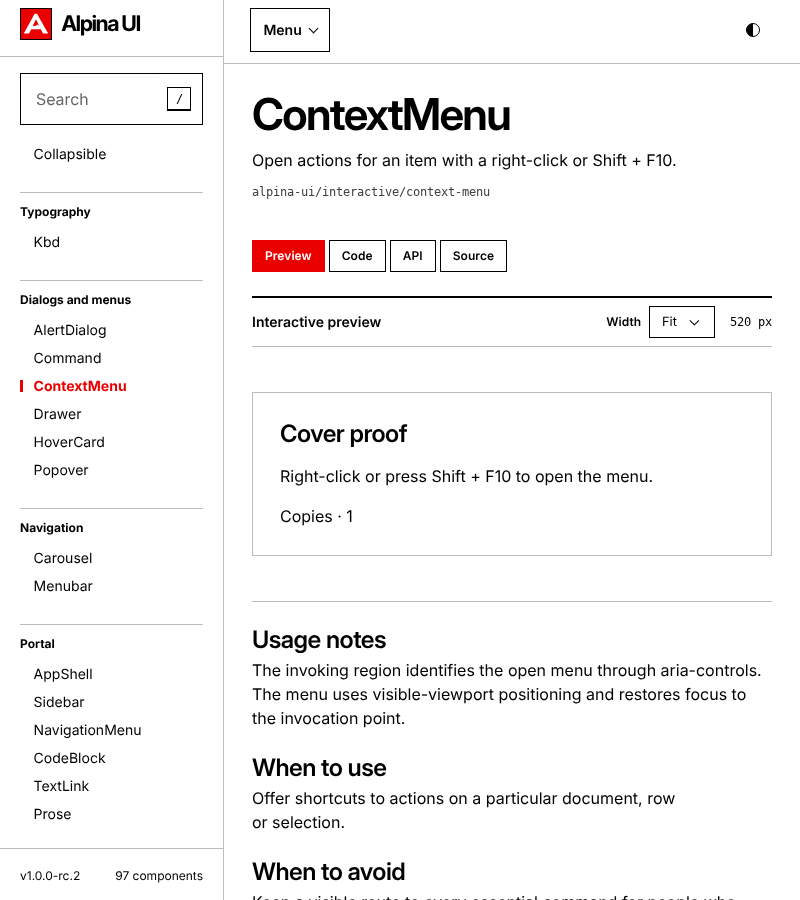 Alpina UI
Search /
Collapsible
Typography
Kbd
Dialogs and menus
AlertDialog
Command
ContextMenu
Drawer
HoverCard
Popover
Navigation
Carousel
Menubar
Portal
AppShell
Sidebar
NavigationMenu
CodeBlock
TextLink
Prose
v1.0.0-rc.2 97 components
Menu
ContextMenu
Open actions for an item with a right-click or Shift + F10.
alpina-ui/interactive/context-menu
Preview Code API Source
Interactive preview Width Fit 520 px
Cover proof
Right-click or press Shift + F10 to open the menu.
Copies · 1
Usage notes
The invoking region identifies the open menu through aria-controls.
The menu uses visible-viewport positioning and restores focus to
the invocation point.
When to use
Offer shortcuts to actions on a particular document, row
or selection.
When to avoid